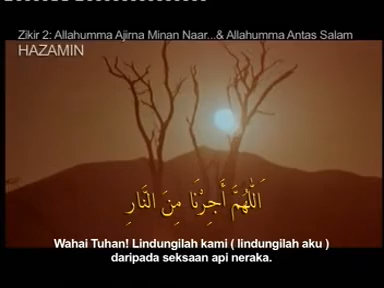 Zikir 2: Allahumma Ajirna Minan Naar...& Allahumma Antas Salam
HAZAMIN
اَللّٰهُمَّ أَجِرْنَا مِنَ النَّارِ
Wahai Tuhan! Lindungilah kami ( lindungilah aku )
daripada seksaan api neraka.